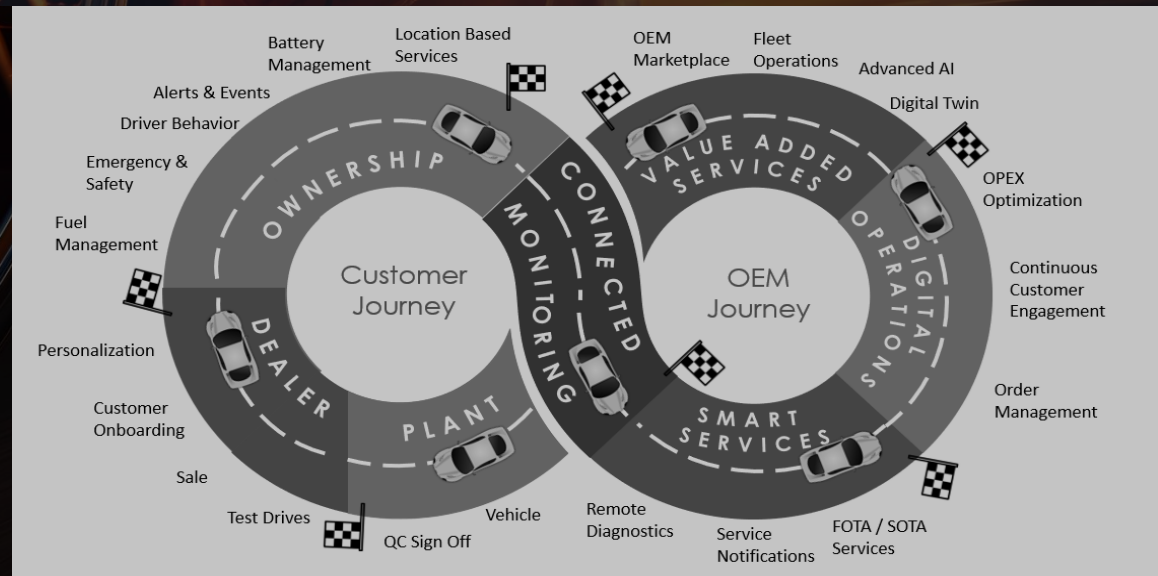 Battery
Management
Location Based
Services
Alerts & Events
Driver Behavior
Emergency &
Safety
Fuel
Management
Personalization
Customer
Onboarding
Sale
Test Drives
QC Sign Off
Vehicle
OWNERSHIP
DEALER
PLANT
Customer
Journey
CONNECTED
MONITORING
OEM
Marketplace
Fleet
Operations
Advanced AI
Digital Twin
OPEX
Optimization
Continuous
Customer
Engagement
Order
Management
FOTA / SOTA
Services
Service
Notifications
Remote
Diagnostics
VALUE ADDED
SERVICES
DIGITAL
OPERATIONS
SMART
SERVICES
OEM
Journey